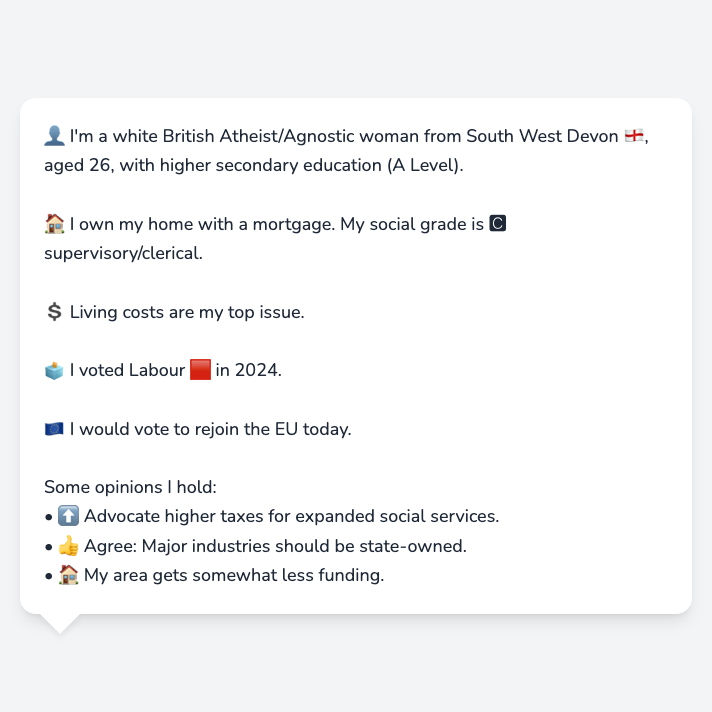 👤 I'm a white British Atheist/Agnostic woman from South West Devon 🏴󠁧󠁢󠁥󠁮󠁧󠁿,
aged 26, with higher secondary education (A Level).
🏠 I own my home with a mortgage. My social grade is 🅲
supervisory/clerical.
💲 Living costs are my top issue.
🗳️ I voted Labour 🟥 in 2024.
🇪🇺 I would vote to rejoin the EU today.
Some opinions I hold:
• ⬆️ Advocate higher taxes for expanded social services.
• 👍 Agree: Major industries should be state-owned.
• 🏠 My area gets somewhat less funding.